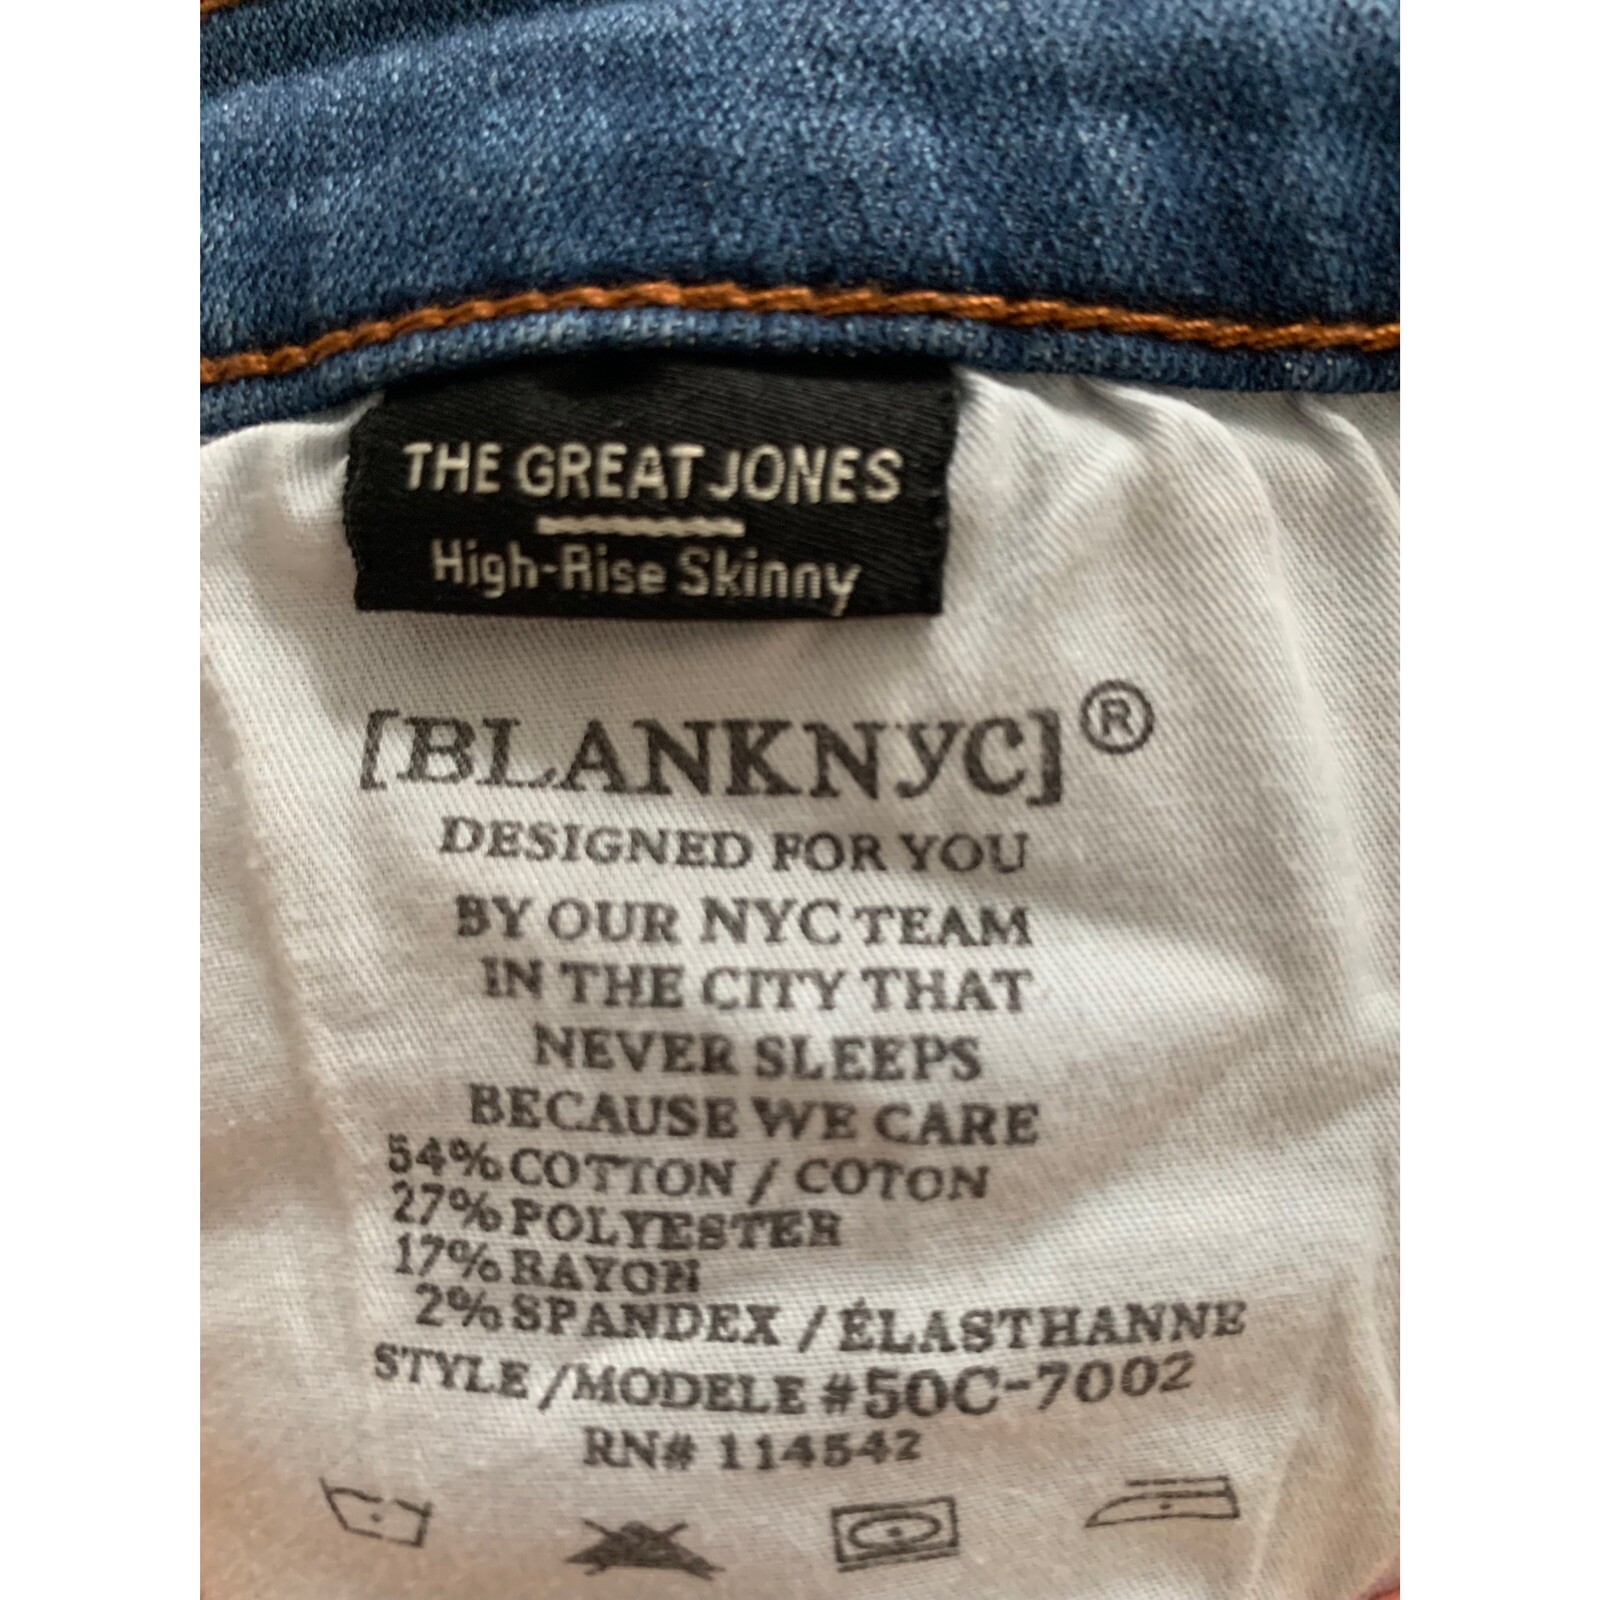 THE GREAT JONES
High-Rise Skinny
[BLANKNYC]®
DESIGNED FOR YOU
BY OUR NYC TEAM
IN THE CITY THAT
NEVER SLEEPS
BECAUSE WE CARE
54% COTTON / COTON
27% POLYESTER
17% RAYON
2% SPANDEX / ÉLASTHANNE
STYLE / MODELE #50C-7002
RN# 114542